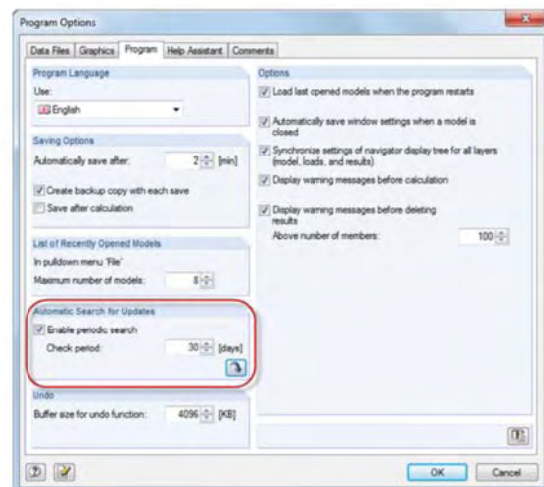 Program Options
Data Files
Graphics
Program
Help Assistant
Comments
Program Language
Use:
English
Saving Options
Automatically save after:
2
[min]
Create backup copy with each save
Save after calculation
List of Recently Opened Models
In pulldown menu 'File'
Maximum number of models:
8
Automatic Search for Updates
Enable periodic search
Check period:
30
[days]
Undo
Buffer size for undo function:
4096
[KB]
Options
Load last opened models when the program restarts
Automatically save window settings when a model is
closed
Synchronize settings of navigator display tree for all layers
(model, loads, and results)
Display warning messages before calculation
Display warning messages before deleting
results
Above number of members:
100
OK
Cancel